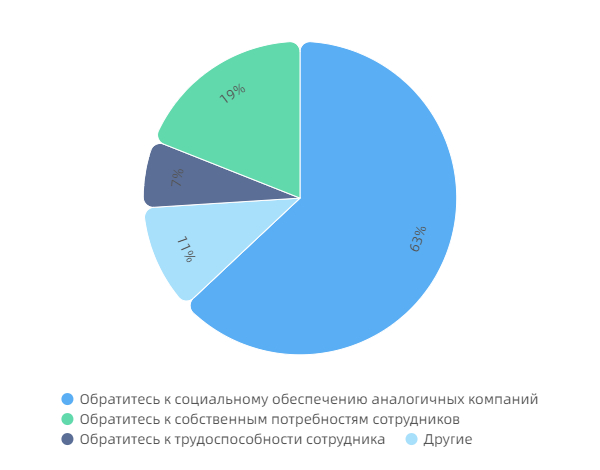 19%
7%
11%
63%
Обратитесь к социальному обеспечению аналогичных компаний
Обратитесь к собственным потребностям сотрудников
Обратитесь к трудоспособности сотрудника
Другие